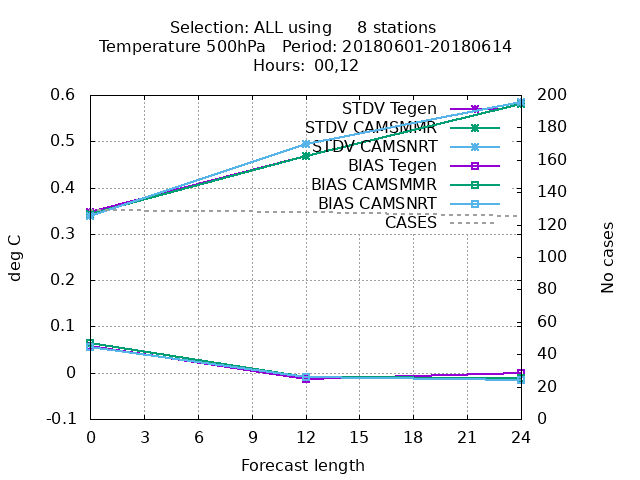 Selection: ALL using     8 stations
Temperature 500hPa   Period: 20180601-20180614
Hours:  00,12
0.6
0.5
0.4
0.3
0.2
0.1
0
-0.1
deg C
200
180
160
140
120
100
80
60
40
20
0
No cases
STDV Tegen
STDV CAMSMMR
STDV CAMSNRT
BIAS Tegen
BIAS CAMSMMR
BIAS CAMSNRT
CASES
0 3 6 9 12 15 18 21 24
Forecast length